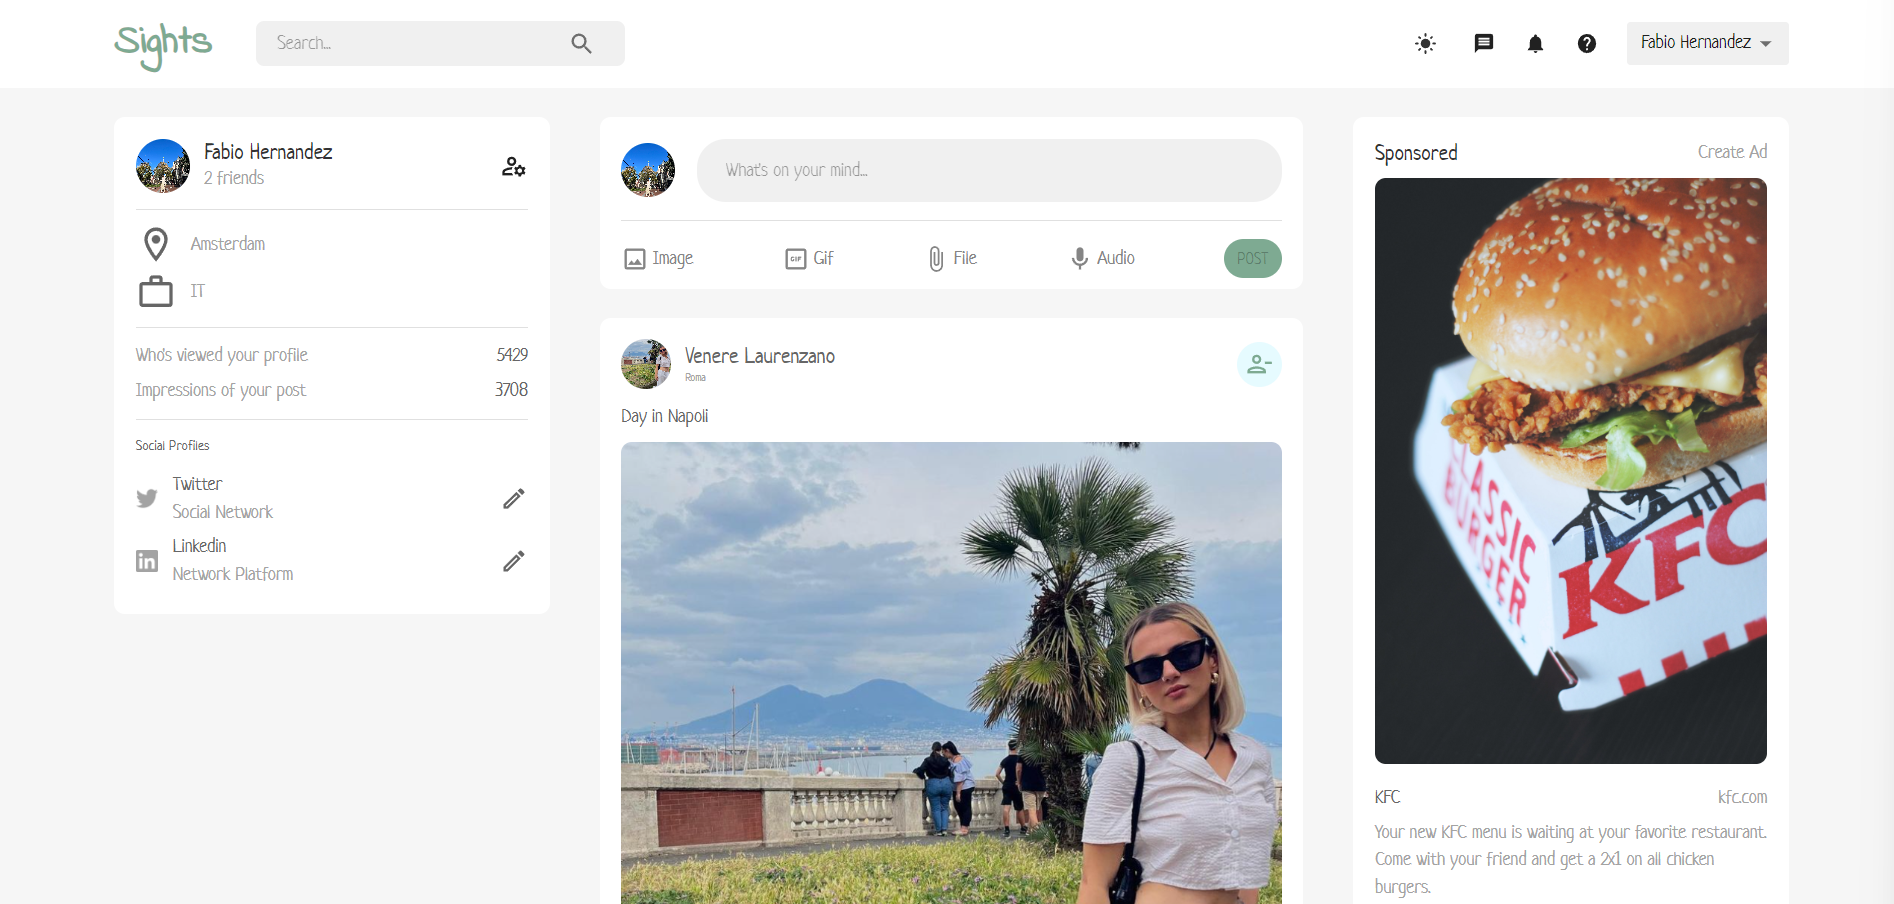 Sights
Search...
Fabio Hernandez
Fabio Hernandez
2 friends
Amsterdam
IT
Who's viewed your profile 5429
Impressions of your post 3708
Social Profiles
Twitter
Social Network
Linkedin
Network Platform
What's on your mind...
Image
GIF
Gif
File
Audio
POST
Venere Laurenzano
Roma
Day in Napoli
Sponsored
Create Ad
CLASSIC
BURGER
KFC
KFC
kfc.com
Your new KFC menu is waiting at your favorite restaurant.
Come with your friend and get a 2x1 on all chicken
burgers.